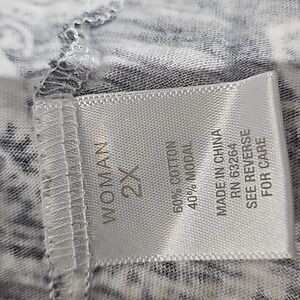 WOMAN
2X
60% COTTON
40% MODAL
MADE IN CHINA
RN 63264
SEE REVERSE
FOR CARE